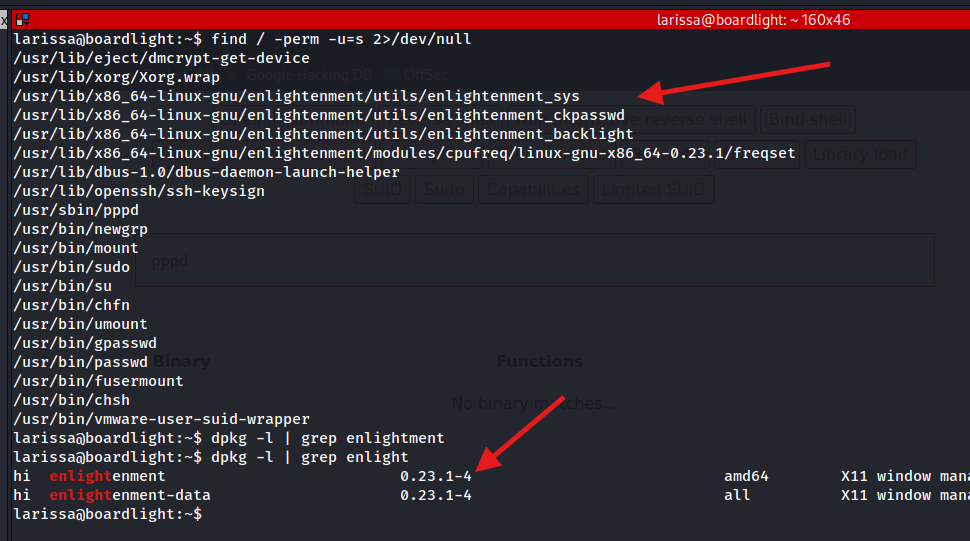 x
larissa@boardlight: ~ 160x46
larissa@boardlight:~$ find / -perm -u=s 2>/dev/null
/usr/lib/eject/dmcrypt-get-device
/usr/lib/xorg/Xorg.wrap
Google Hacking DB OffSec
/usr/lib/x86_64-linux-gnu/enlightenment/utils/enlightenment_sys
/usr/lib/x86_64-linux-gnu/enlightenment/utils/enlightenment_ckpasswd
reverse shell Bind shell
/usr/lib/x86_64-linux-gnu/enlightenment/utils/enlightenment_backlight
/usr/lib/x86_64-linux-gnu/enlightenment/modules/cpufreq/linux-gnu-x86_64-0.23.1/freqset
Library load
/usr/lib/dbus-1.0/dbus-daemon-launch-helper
/usr/lib/openssh/ssh-keysign
SUID Sudo Capabilities Limited SUID
/usr/sbin/pppd
/usr/bin/newgrp
/usr/bin/mount
pppd
/usr/bin/sudo
/usr/bin/su
/usr/bin/chfn
/usr/bin/umount
/usr/bin/gpasswd
/usr/bin/passwd
Binary Functions
/usr/bin/fusermount
/usr/bin/chsh
No binary matches...
/usr/bin/vmware-user-suid-wrapper
larissa@boardlight:~$ dpkg -l | grep enlightment
larissa@boardlight:~$ dpkg -l | grep enlight
hi enlightenment 0.23.1-4 amd64 X11 window mana
hi enlightenment-data 0.23.1-4 all X11 window mana
larissa@boardlight:~$